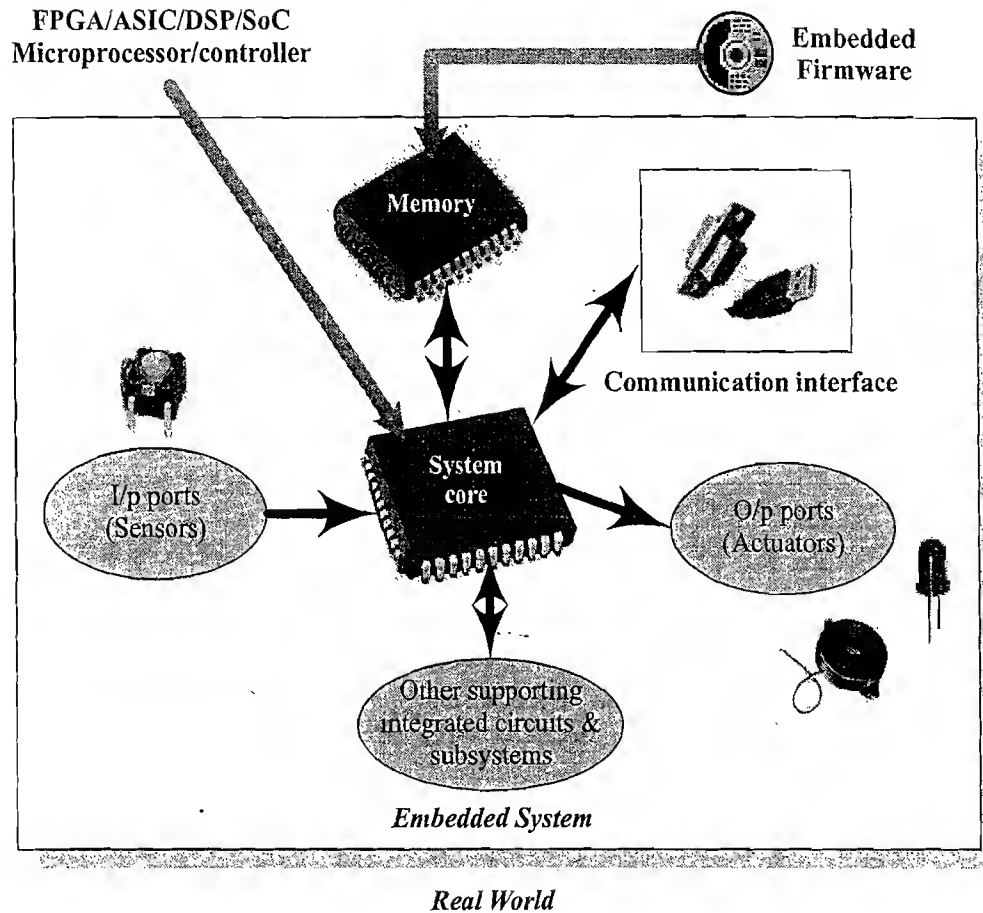 FPGA/ASIC/DSP/SoC
Microprocessor/controller
Embedded
Firmware
Memory
Communication interface
System
core
I/p ports
(Sensors)
O/p ports
(Actuators)
Other supporting
integrated circuits &
subsystems
Embedded System
Real World